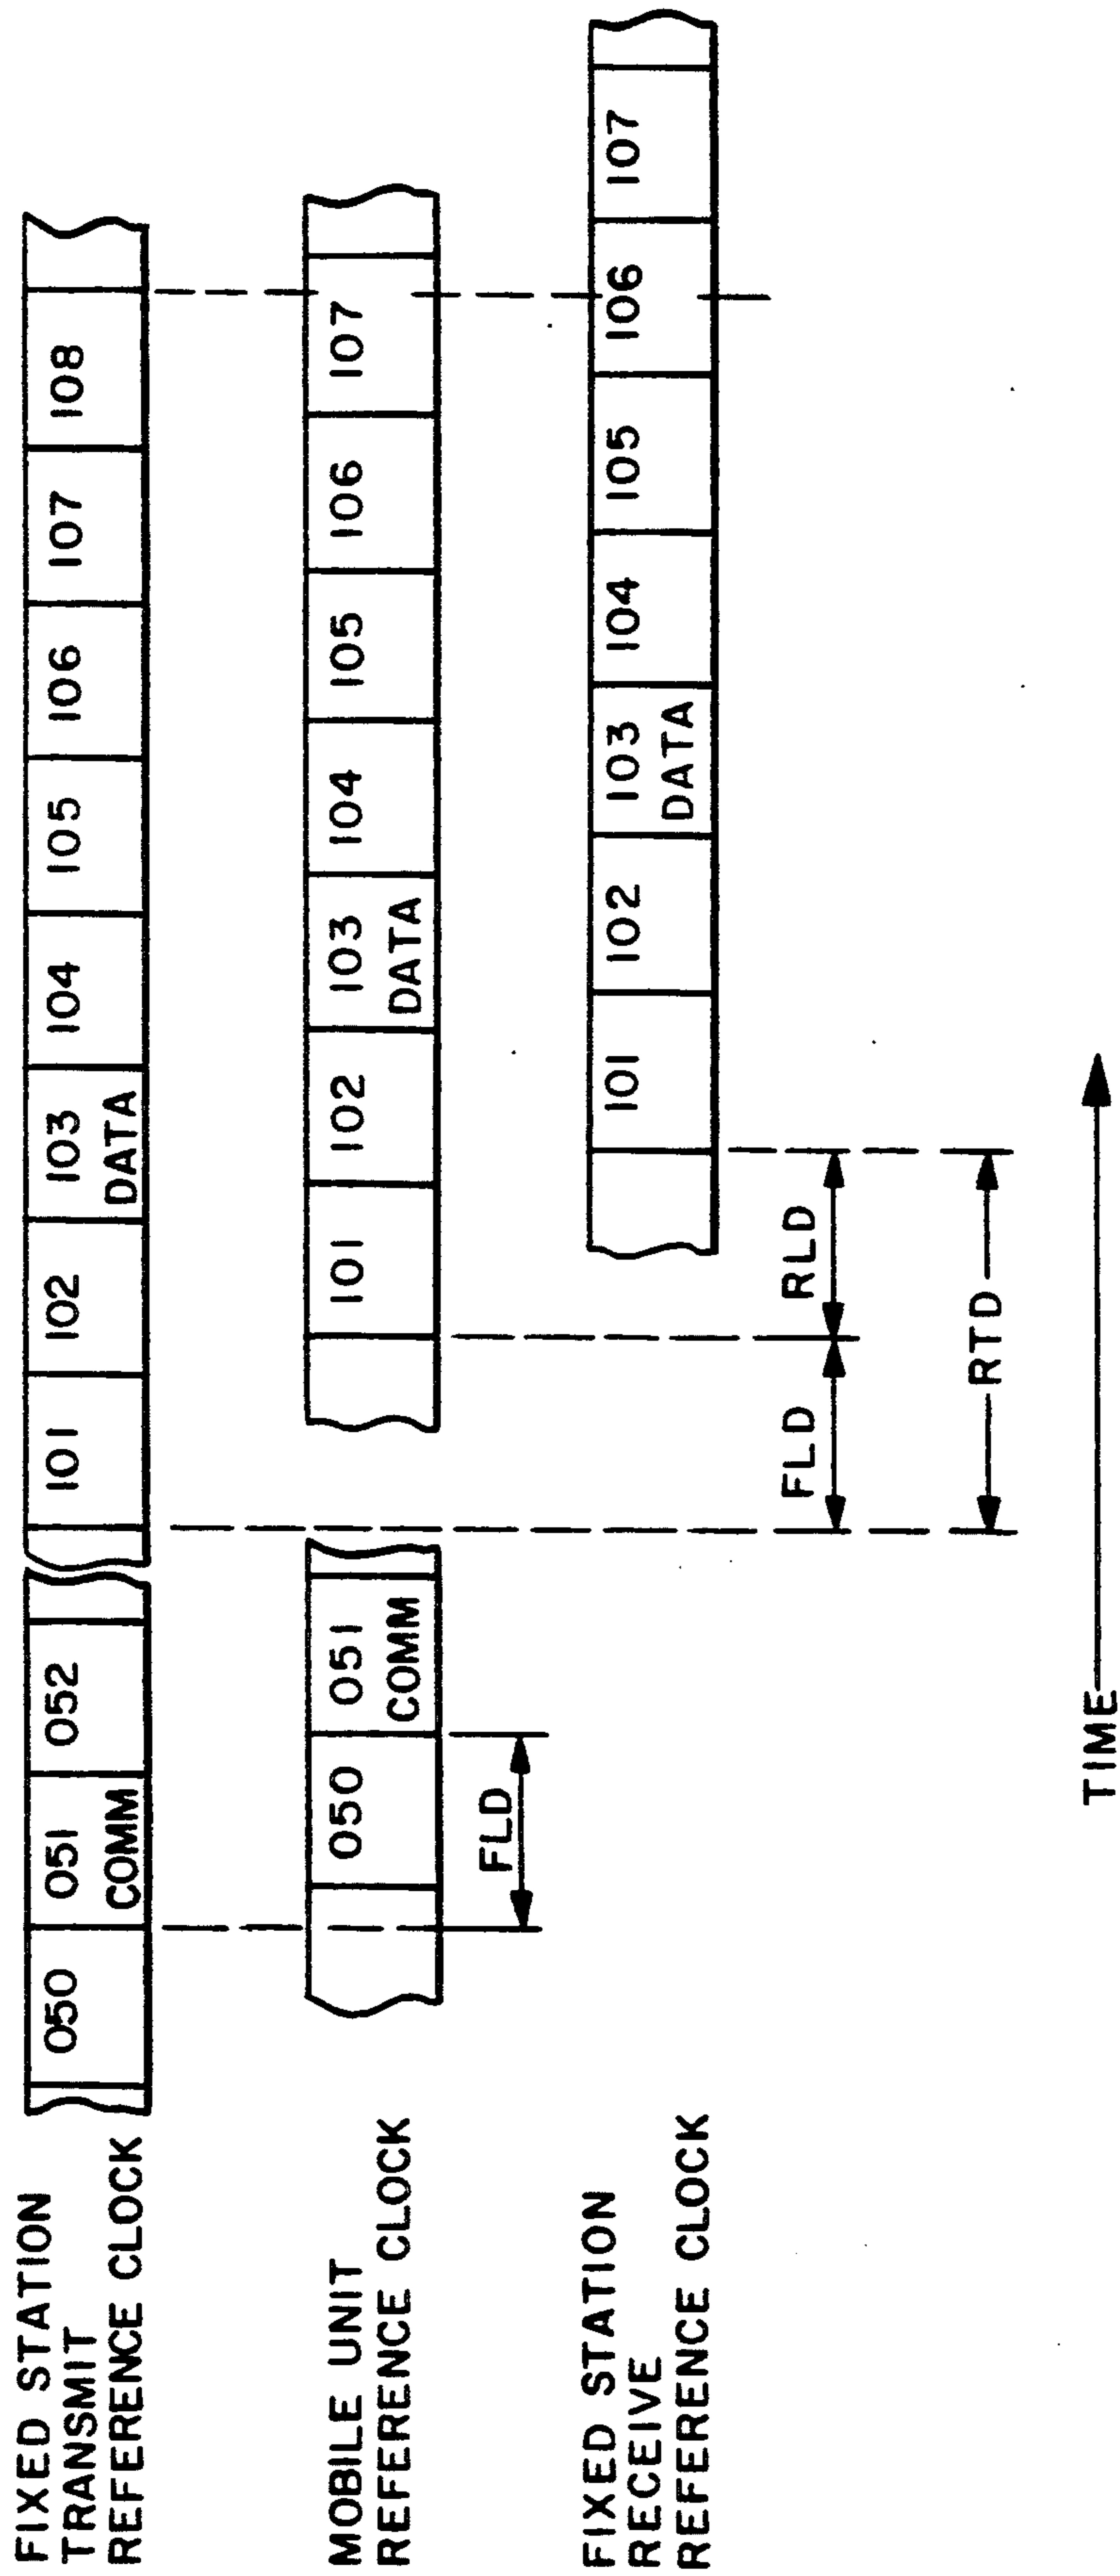 FIXED STATION
TRANSMIT
REFERENCE CLOCK
050
051
COMM
052
101
102
103
DATA
104
105
106
107
108
MOBILE UNIT
REFERENCE CLOCK
050
051
COMM
101
102
103
DATA
104
105
106
107
FLD
FIXED STATION
RECEIVE
REFERENCE CLOCK
101
102
103
DATA
104
105
106
107
FLD
RLD
RTD
TIME